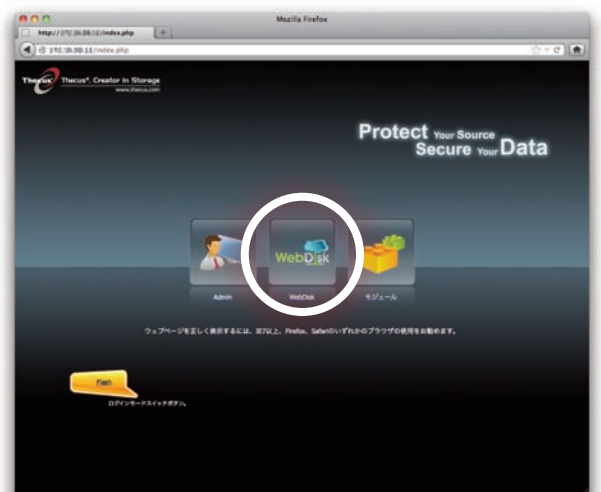 Mozilla Firefox
/index.php
/index.php
Thecus
Thecus®, Creator in Storage
www.thecus.com
Protect Your Source
Secure Your Data
WebDisk
Admin
WebDisk
モジュール
ウェブページを正しく表示するには、IE7以上、Firefox、Safariのいずれかのブラウザの使用をお勧めます。
Flash
ログインモードスイッチボタン。